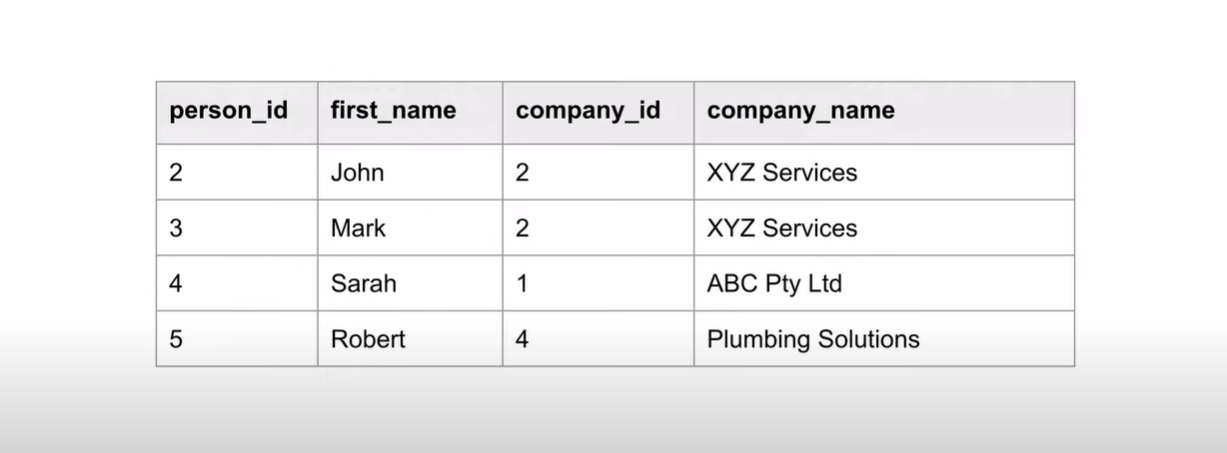 person_id first_name company_id company_name
2 John 2 XYZ Services
3 Mark 2 XYZ Services
4 Sarah 1 ABC Pty Ltd
5 Robert 4 Plumbing Solutions